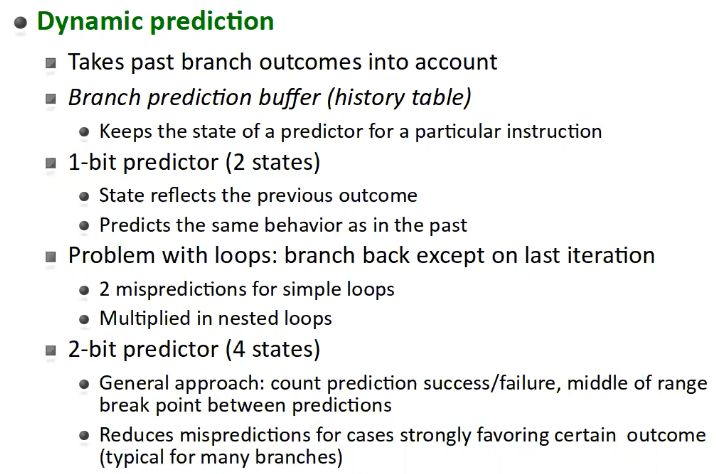 Dynamic prediction
Takes past branch outcomes into account
Branch prediction buffer (history table)
Keeps the state of a predictor for a particular instruction
1-bit predictor (2 states)
State reflects the previous outcome
Predicts the same behavior as in the past
Problem with loops: branch back except on last iteration
2 mispredictions for simple loops
Multiplied in nested loops
2-bit predictor (4 states)
General approach: count prediction success/failure, middle of range
break point between predictions
Reduces mispredictions for cases strongly favoring certain outcome
(typical for many branches)